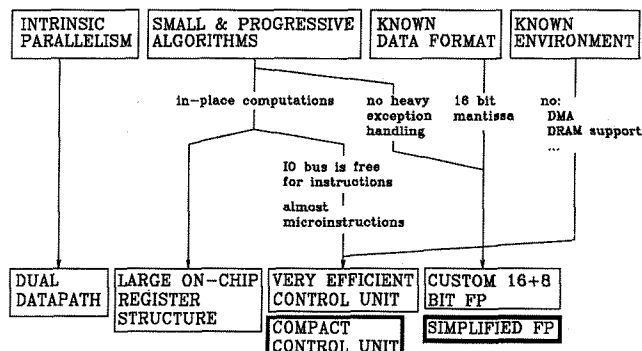 INTRINSIC
PARALLELISM
SMALL & PROGRESSIVE
ALGORITHMS
KNOWN
DATA FORMAT
KNOWN
ENVIRONMENT
in-place computations
no heavy
exception
handling
16 bit
mantissa
no:
DMA
DRAM support
...
IO bus is free
for instructions
almost
microinstructions
DUAL
DATAPATH
LARGE ON-CHIP
REGISTER
STRUCTURE
VERY EFFICIENT
CONTROL UNIT
CUSTOM 16+8
BIT FP
COMPACT
CONTROL UNIT
SIMPLIFIED FP